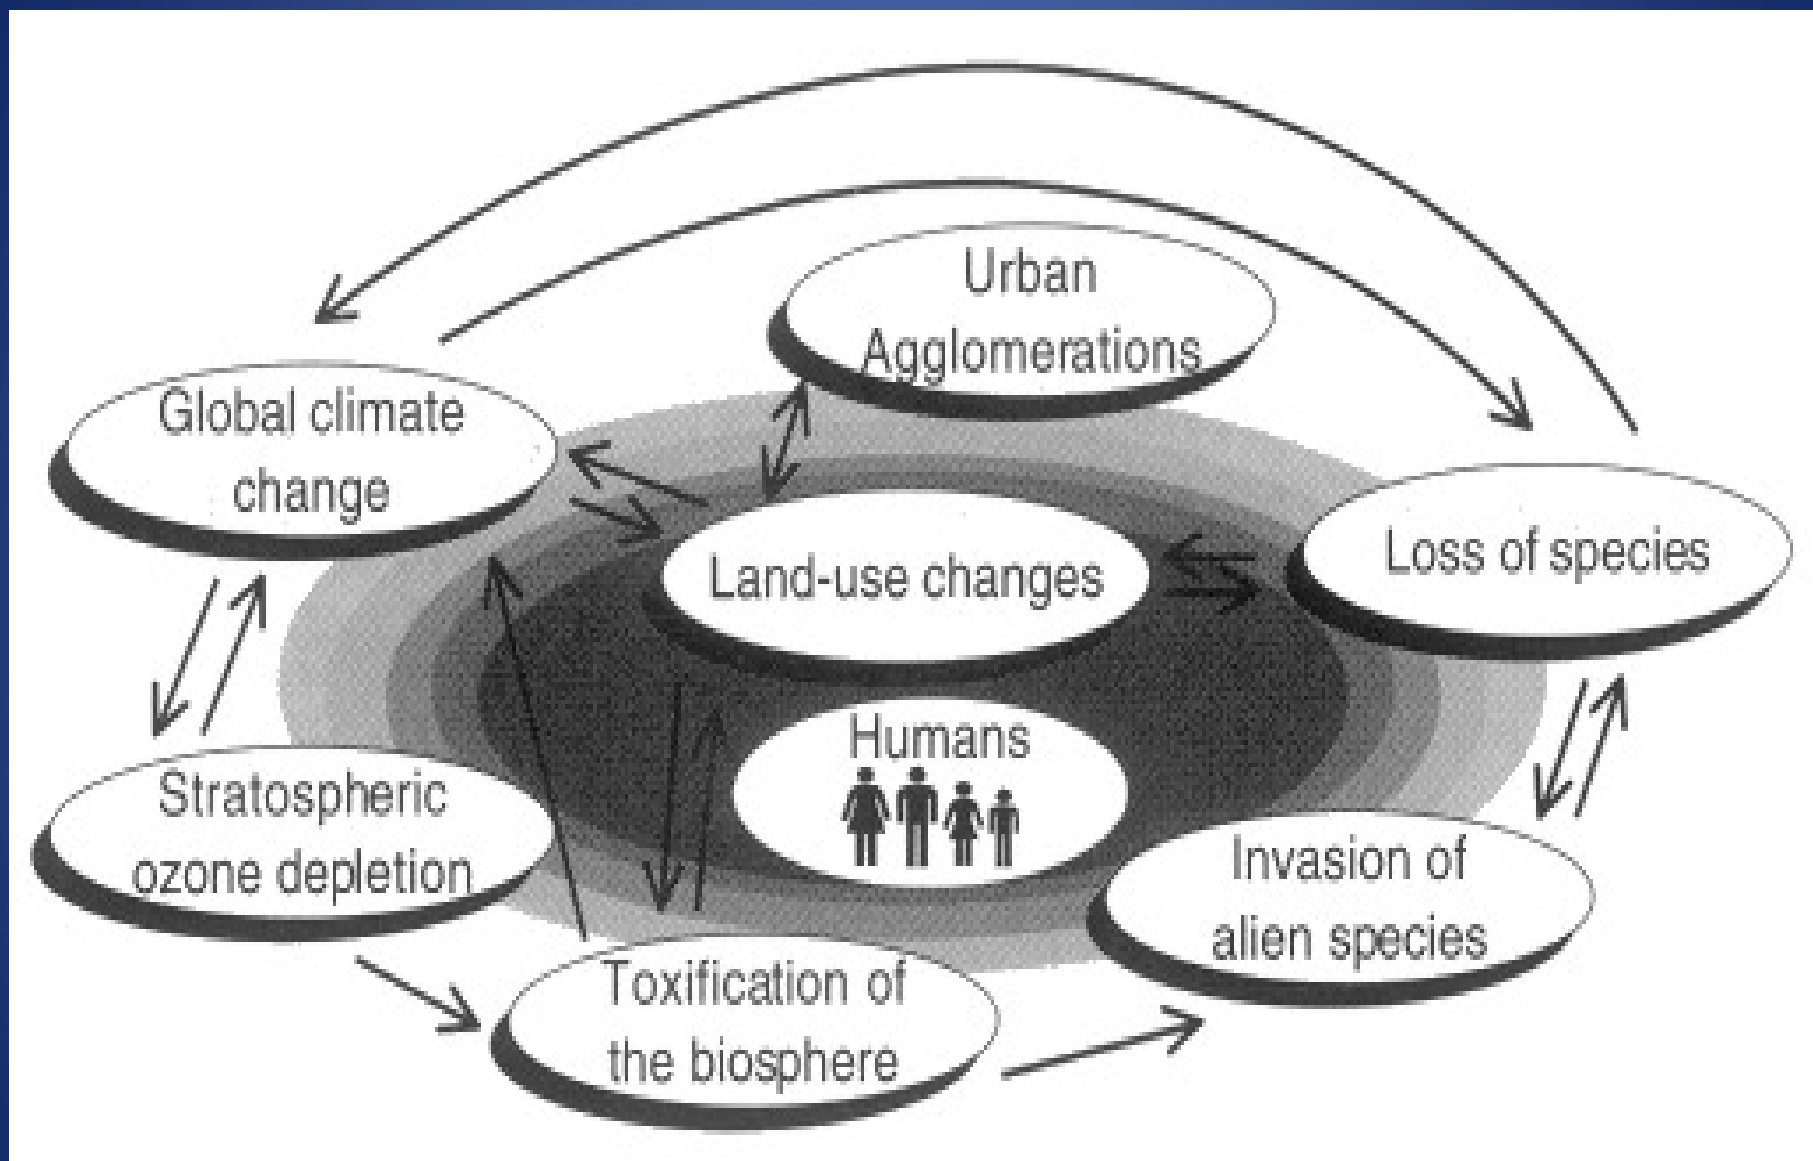 Urban
Agglomerations
Global climate
change
Loss of species
Land-use changes
Humans
Stratospheric
ozone depletion
Invasion of
alien species
Toxification of
the biosphere